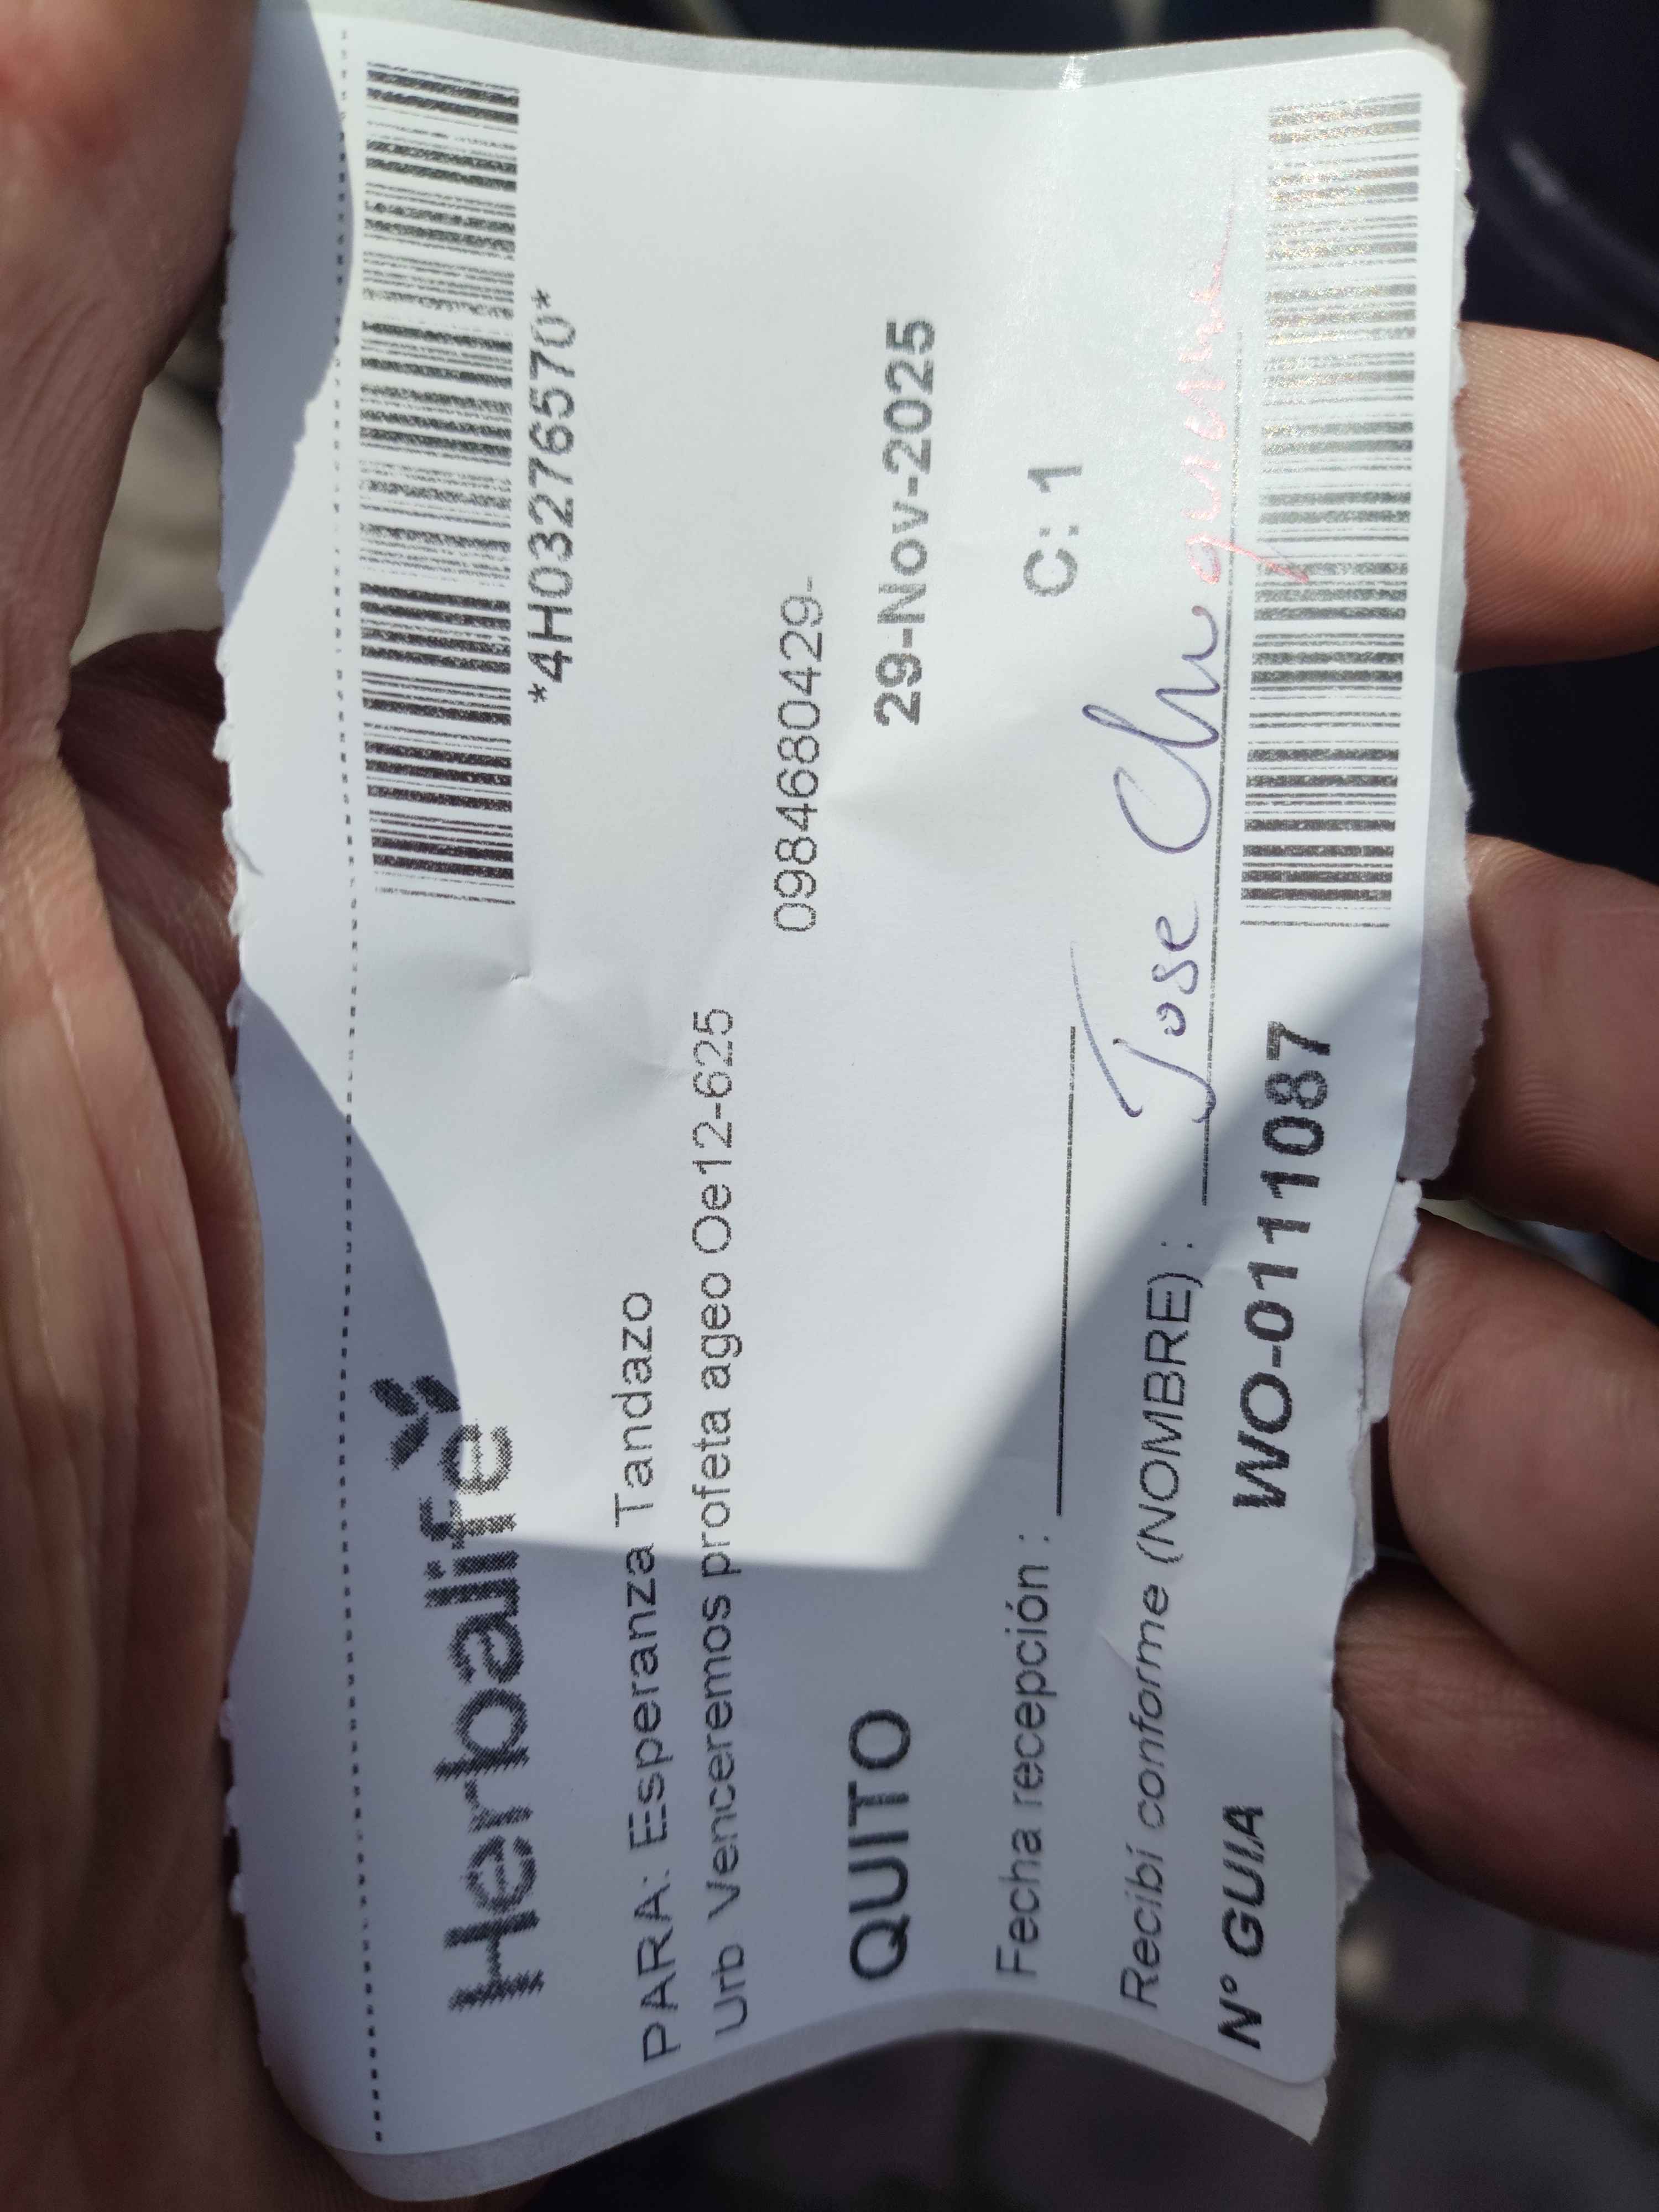 Herbalife
*4H03276570*
PARA: Esperanza Tandazo
urb Venceremos profeta ageo Oe12-625
0984680429-
QUITO
29-Nov-2025
Fecha recepción :
C: 1
Recibí conforme (NOMBRE) : Jose
N° GUIA WO-0111087